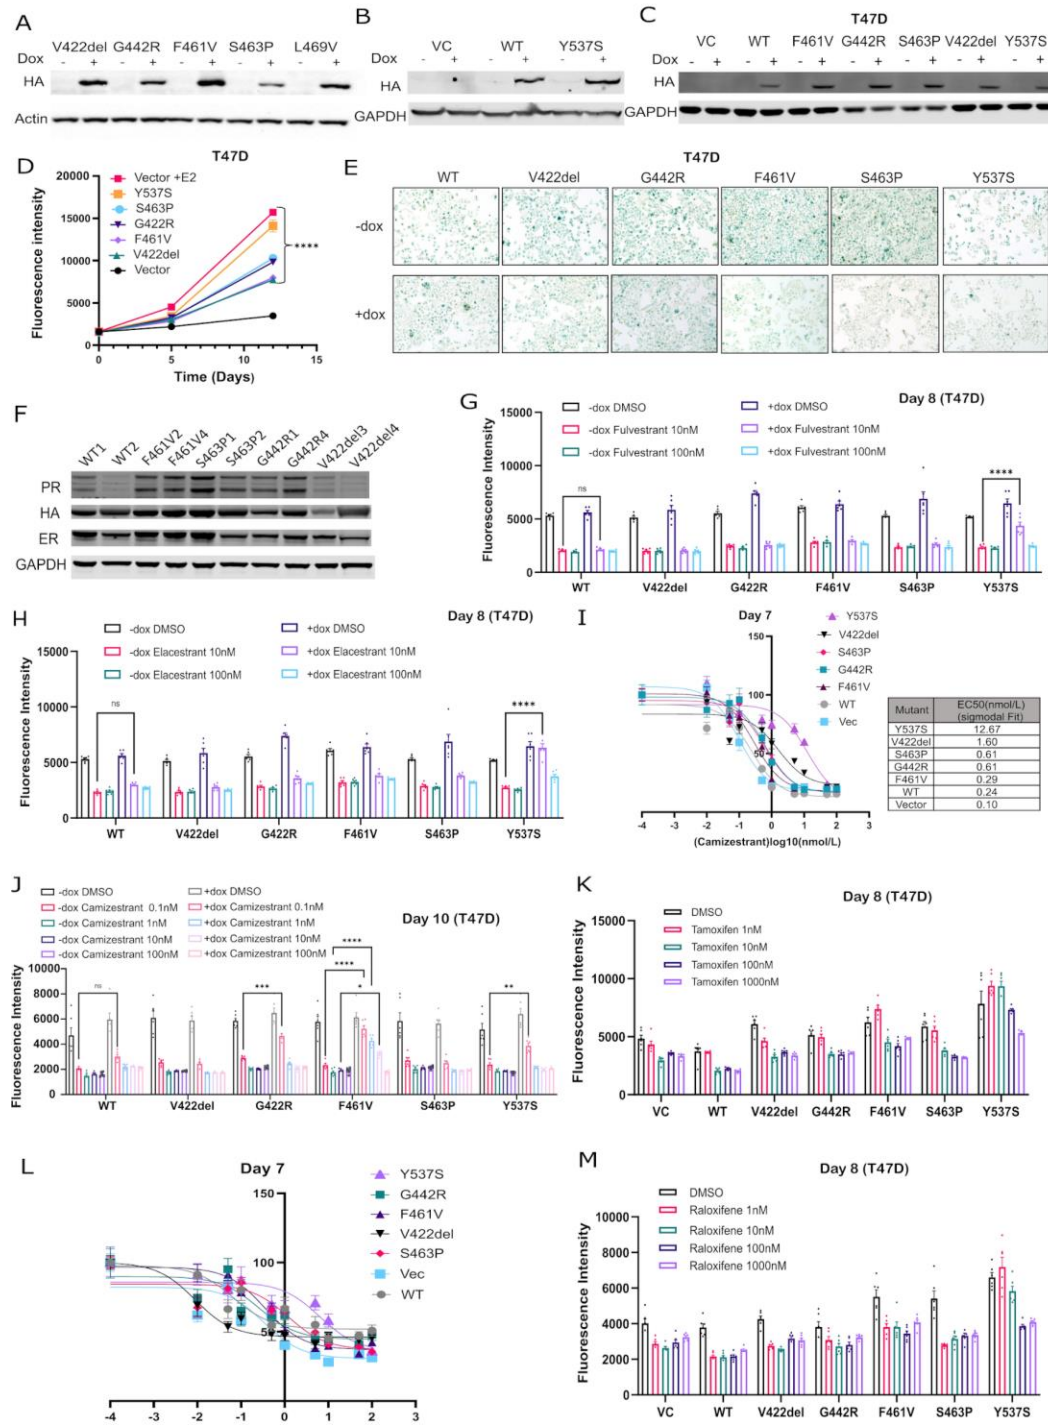 A
V422del G442R F461V S463P L469V
Dox - + - + - + - + - +
HA
Actin
B
VC WT Y537S
Dox - + - + - +
HA
GAPDH
C
T47D
VC WT F461V G442R S463P V422del Y537S
Dox - + - + - + - + - + - + - +
HA
GAPDH
D
T47D
Fluorescence intensity
20000
15000
10000
5000
0
Vector +E2
Y537S
S463P
G422R
F461V
V422del
Vector
****
0 5 10 15
Time (Days)
E
T47D
WT V422del G442R F461V S463P Y537S
-dox
+dox
F
WT1 WT2 F461V2 F461V4 S463P1 S463P2 G442R1 G442R4 V422del3 V422del4
PR
HA
ER
GAPDH
G
Day 8 (T47D)
-dox DMSO
-dox Fulvestrant 10nM
-dox Fulvestrant 100nM
+dox DMSO
+dox Fulvestrant 10nM
+dox Fulvestrant 100nM
Fluorescence Intensity
15000
10000
5000
0
ns
****
WT V422del G422R F461V S463P Y537S
H
Day 8 (T47D)
-dox DMSO
-dox Elacestrant 10nM
-dox Elacestrant 100nM
+dox DMSO
+dox Elacestrant 10nM
+dox Elacestrant 100nM
Fluorescence Intensity
15000
10000
5000
0
ns
****
WT V422del G422R F461V S463P Y537S
I
Day 7
150
100
50
Y537S
V422del
S463P
G442R
F461V
WT
Vec
-4 -3 -2 -1 0 1 2 3
(Camizestrant)log10(nmol/L)
Mutant EC50(nmol/L) (sigmodal Fit)
Y537S 12.67
V422del 1.60
S463P 0.61
G442R 0.61
F461V 0.29
WT 0.24
Vector 0.10
J
Day 10 (T47D)
-dox DMSO
-dox Camizestrant 0.1nM
-dox Camizestrant 1nM
-dox Camizestrant 10nM
-dox Camizestrant 100nM
+dox DMSO
+dox Camizestrant 0.1nM
+dox Camizestrant 1nM
+dox Camizestrant 10nM
+dox Camizestrant 100nM
Fluorescence Intensity
10000
8000
6000
4000
2000
0
ns
***
****
****
*
**
WT V422del G422R F461V S463P Y537S
K
Day 8 (T47D)
DMSO
Tamoxifen 1nM
Tamoxifen 10nM
Tamoxifen 100nM
Tamoxifen 1000nM
Fluorescence Intensity
15000
10000
5000
0
VC WT V422del G442R F461V S463P Y537S
L
Day 7
150
100
50
Y537S
G442R
F461V
V422del
S463P
Vec
WT
-4 -3 -2 -1 0 1 2 3
M
Day 8 (T47D)
DMSO
Raloxifene 1nM
Raloxifene 10nM
Raloxifene 100nM
Raloxifene 1000nM
Fluorescence Intensity
10000
8000
6000
4000
2000
0
VC WT V422del G442R F461V S463P Y537S